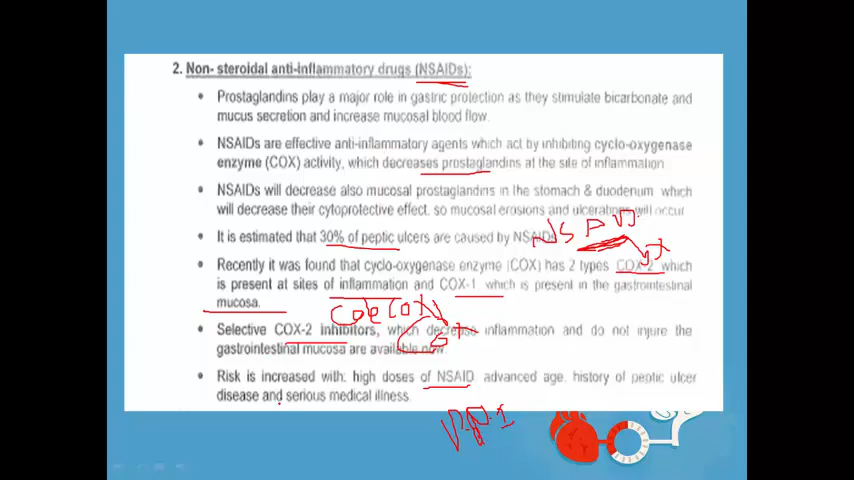 2. Non- steroidal anti-inflammatory drugs (NSAIDs):
• Prostaglandins play a major role in gastric protection as they stimulate bicarbonate and
mucus secretion and increase mucosal blood flow.
• NSAIDs are effective anti-inflammatory agents which act by inhibiting cyclo-oxygenase
enzyme (COX) activity, which decreases prostaglandins at the site of inflammation
• NSAIDs will decrease also mucosal prostaglandins in the stomach & duodenum which
will decrease their cytoprotective effect, so mucosal erosions and ulcerations will occur
• It is estimated that 30% of peptic ulcers are caused by NSAIDs
• Recently it was found that cyclo-oxygenase enzyme (COX) has 2 types COX-2 which
is present at sites of inflammation and COX-1 which is present in the gastrointestinal
mucosa.
• Selective COX-2 inhibitors, which decrease inflammation and do not injure the
gastrointestinal mucosa are available now
• Risk is increased with: high doses of NSAID advanced age. history of peptic ulcer
disease and serious medical illness